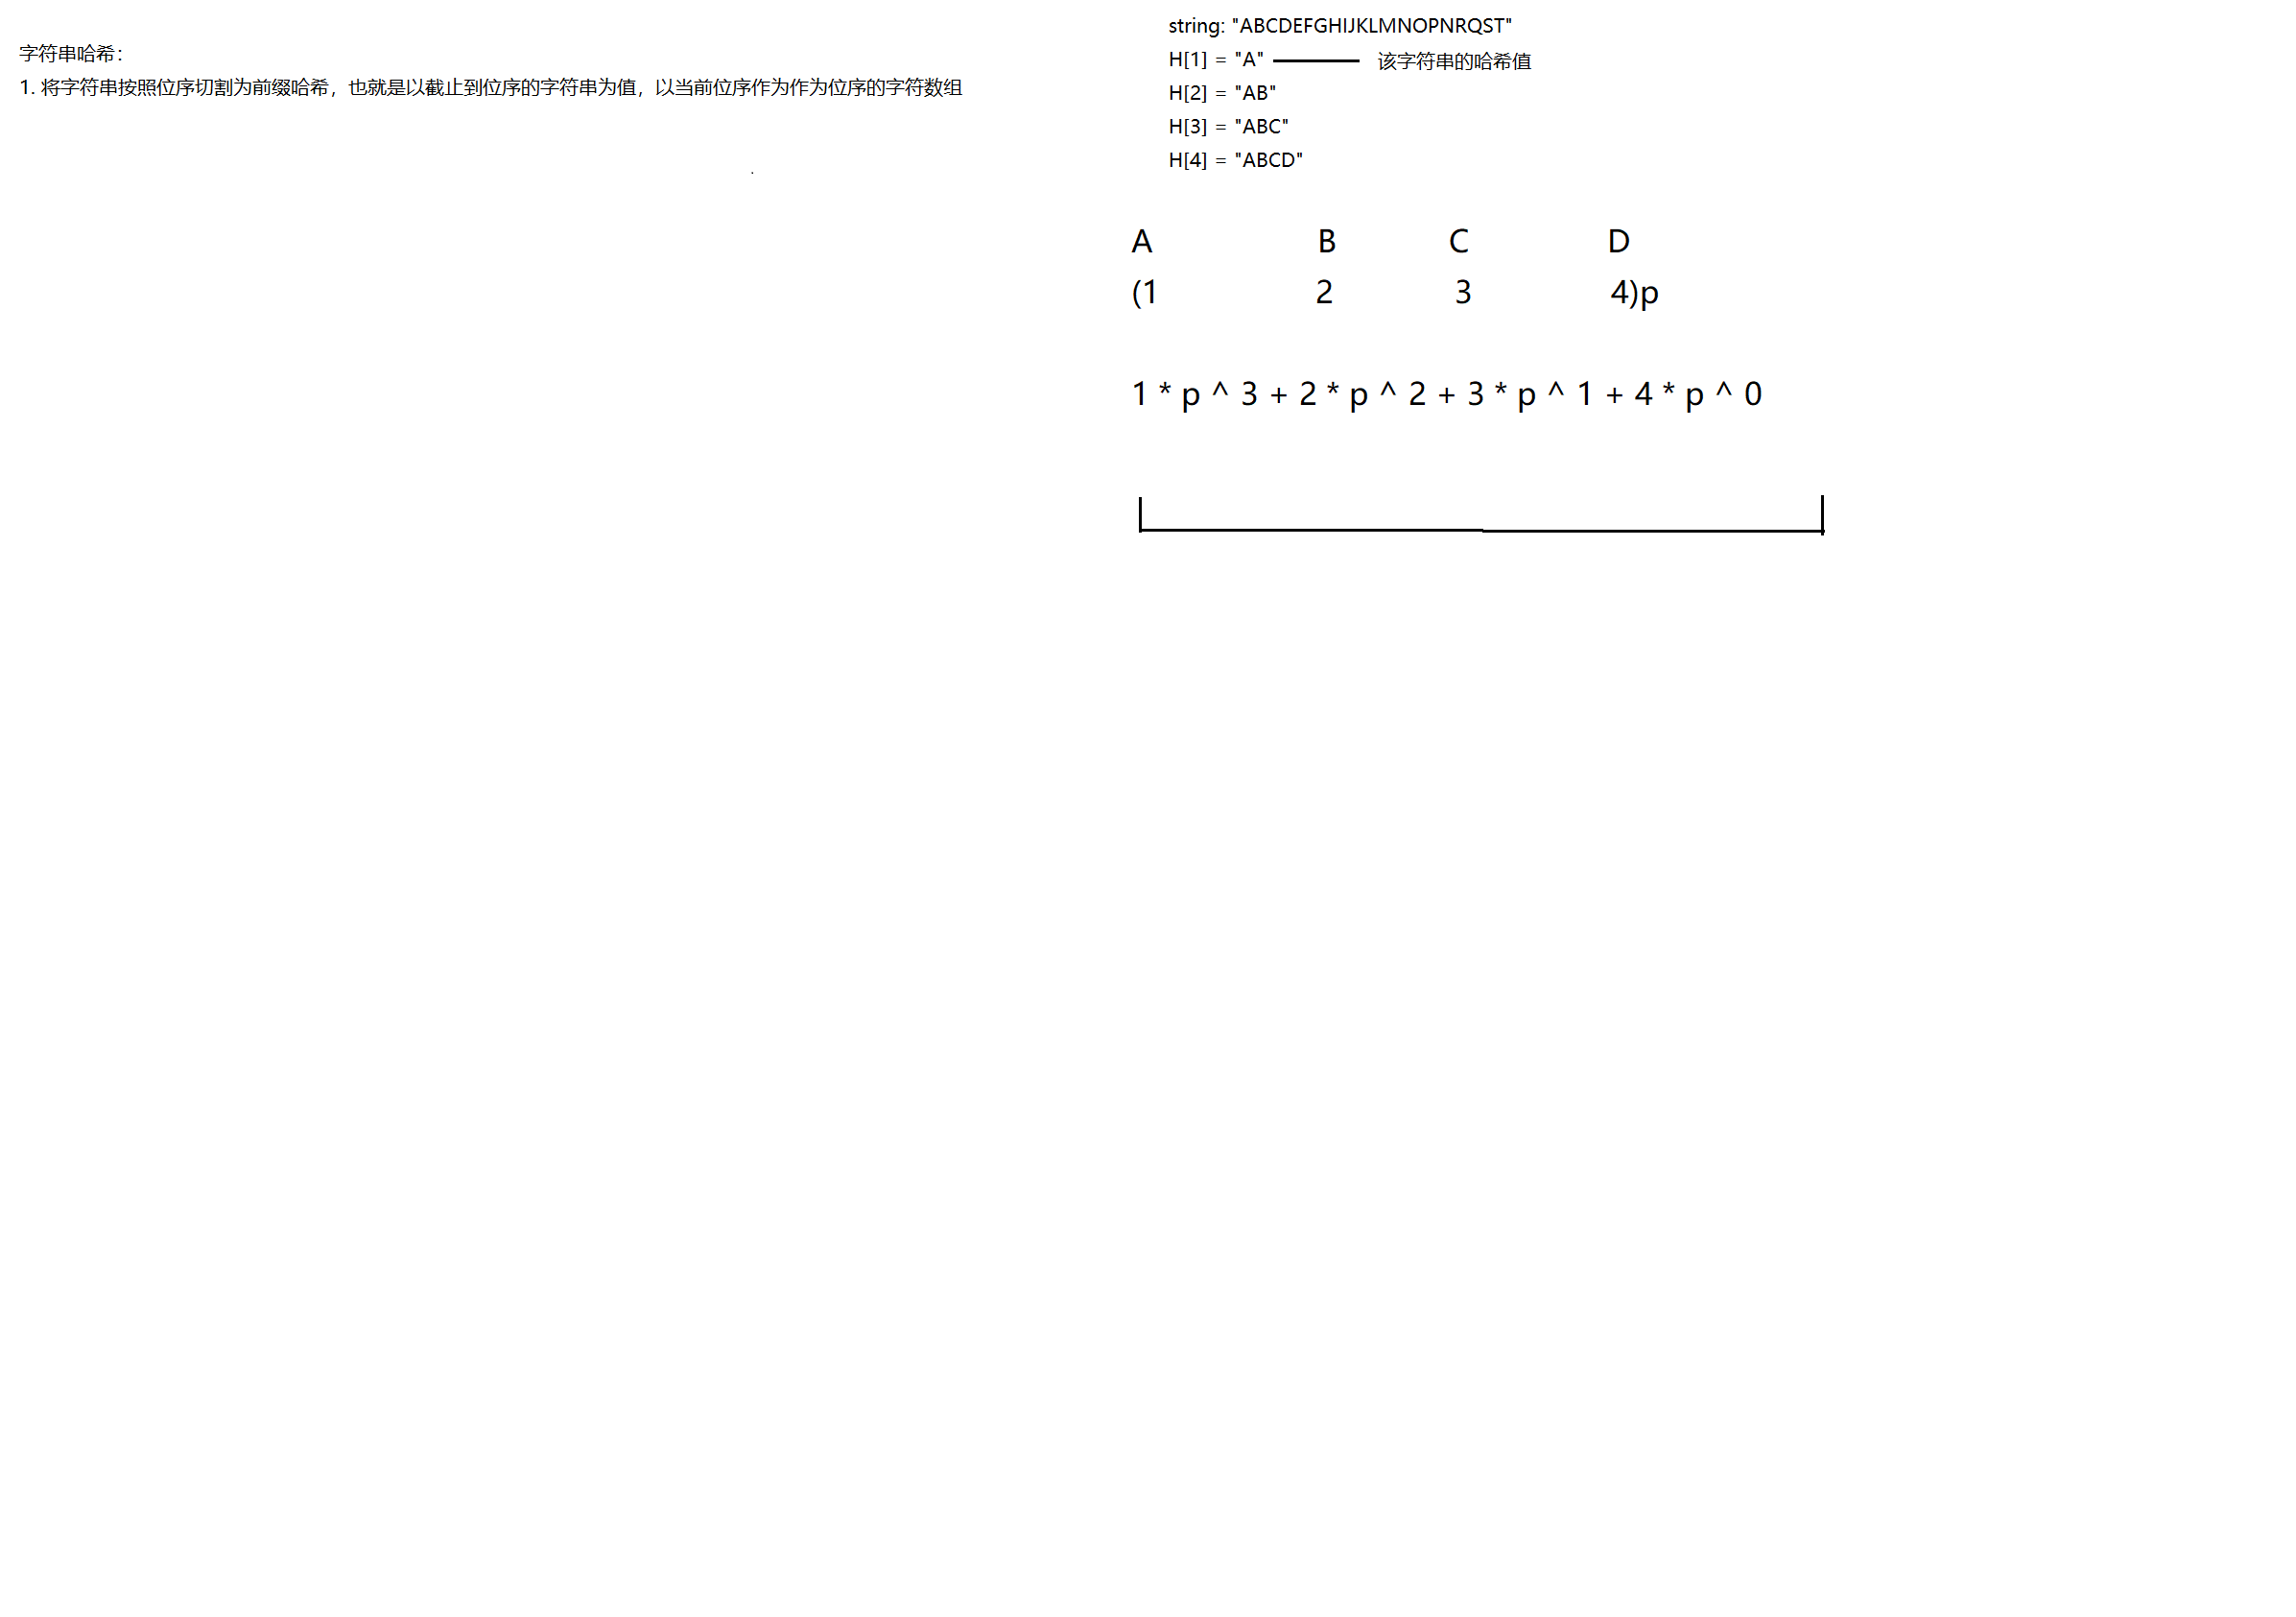 字符串哈希：
1. 将字符串按照位序切割为前缀哈希，也就是以截止到位序的字符串为值，以当前位序作为作为位序的字符数组
string: "ABCDEFGHIJKLMNOPNRQST"
H[1] = "A" 该字符串的哈希值
H[2] = "AB"
H[3] = "ABC"
H[4] = "ABCD"
A B C D
(1 2 3 4)p
1 * p ^ 3 + 2 * p ^ 2 + 3 * p ^ 1 + 4 * p ^ 0